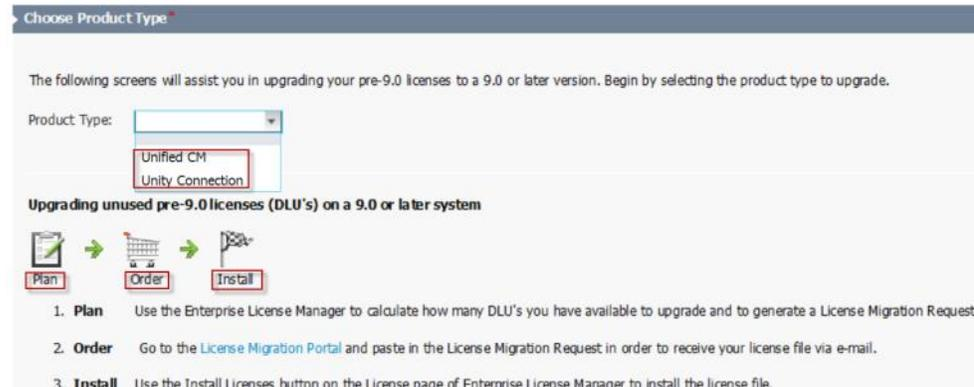 Choose Product Type*
The following screens will assist you in upgrading your pre-9.0 licenses to a 9.0 or later version. Begin by selecting the product type to upgrade.
Product Type:
Unified CM
Unity Connection
Upgrading unused pre-9.0 licenses (DLU's) on a 9.0 or later system
Plan Order Install
1. Plan Use the Enterprise License Manager to calculate how many DLU's you have available to upgrade and to generate a License Migration Request
2. Order Go to the License Migration Portal and paste in the License Migration Request in order to receive your license file via e-mail.
3. Install Use the Install Licenses button on the License page of Enterprise License Manager to install the license file.